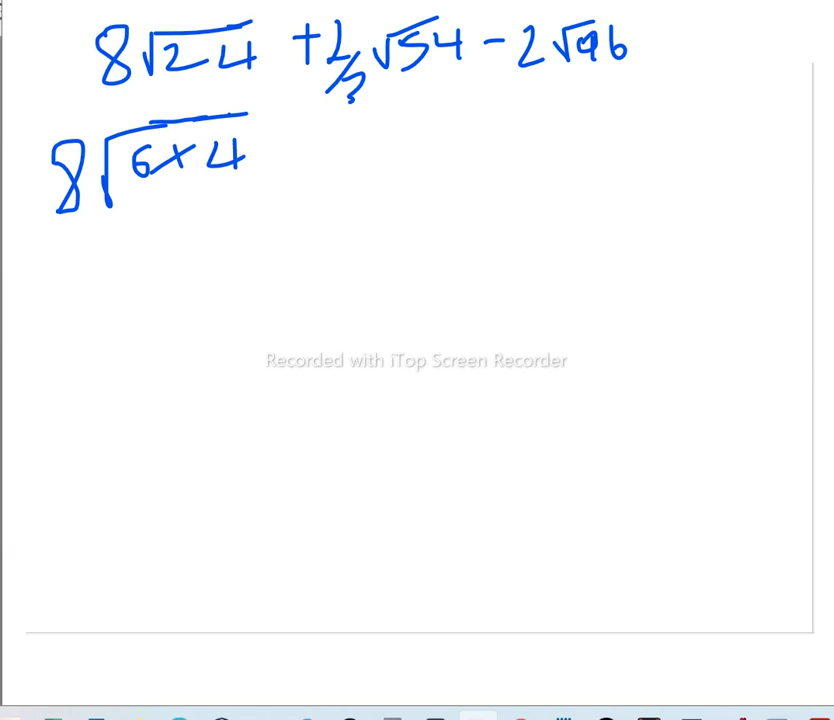 8√24 + 1/3 √54 - 2√96
8√6×4
Recorded with iTop Screen Recorder